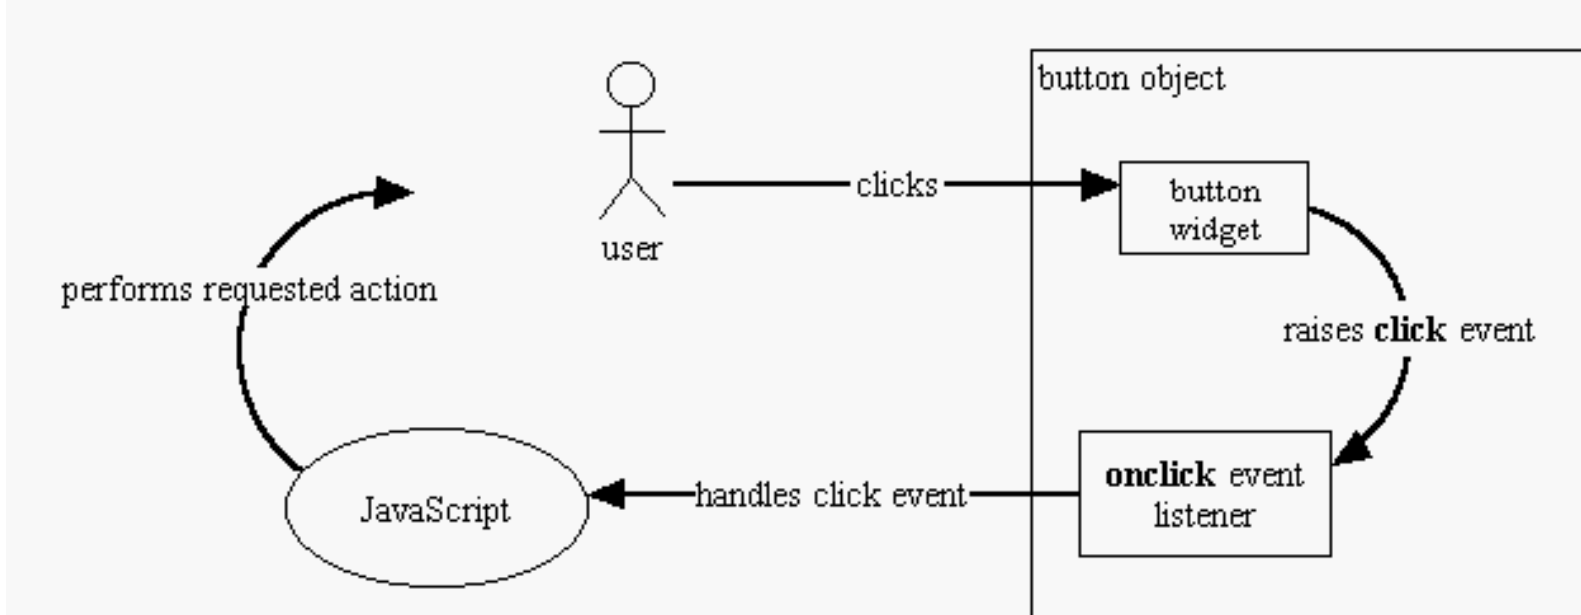 button object
clicks
button
widget
user
performs requested action
raises click event
onclick event
listener
handles click event
JavaScript